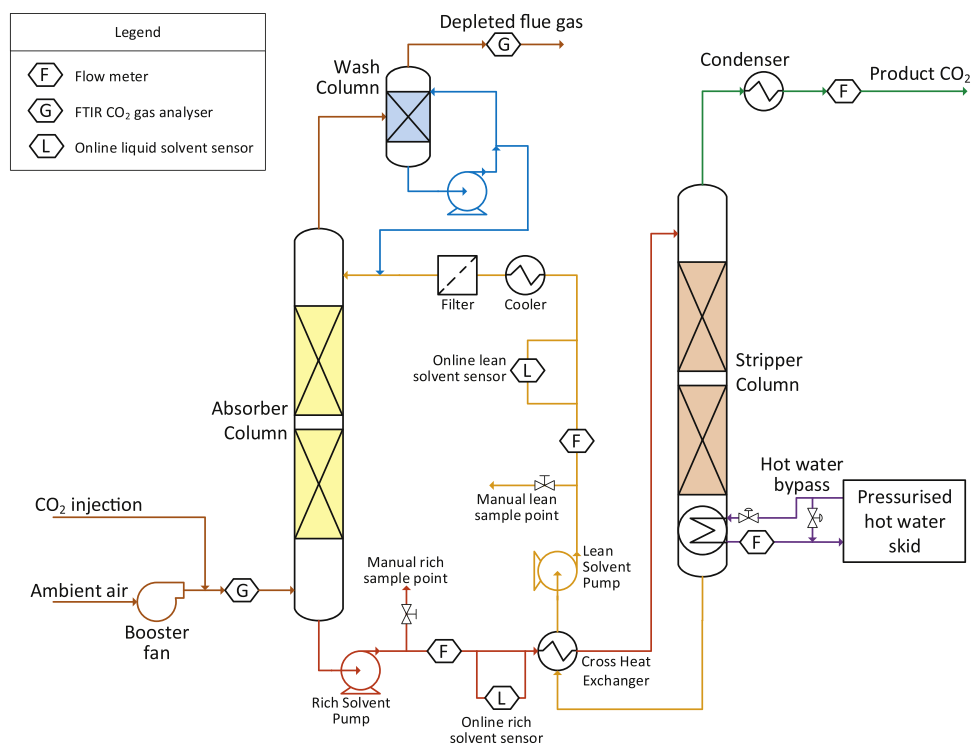 Legend
F
Flow meter
G
FTIR CO₂ gas analyser
L
Online liquid solvent sensor
Depleted flue gas
G
Wash
Column
Condenser
F
Product CO₂
Filter
Cooler
Online lean
solvent sensor
L
Absorber
Column
Stripper
Column
F
Manual lean
sample point
Hot water
bypass
F
Pressurised
hot water
skid
CO₂ injection
Ambient air
G
Booster
fan
Manual rich
sample point
Lean
Solvent
Pump
F
Cross Heat
Exchanger
Rich Solvent
Pump
L
Online rich
solvent sensor